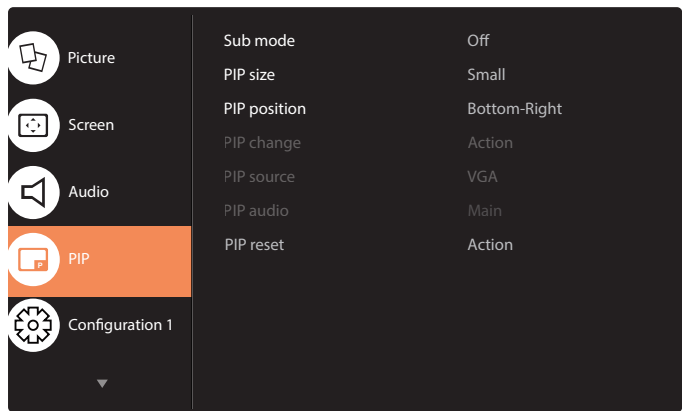 Picture
Screen
Audio
P
PIP
Configuration 1
Sub mode Off
PIP size Small
PIP position Bottom-Right
PIP change Action
PIP source VGA
PIP audio Main
PIP reset Action